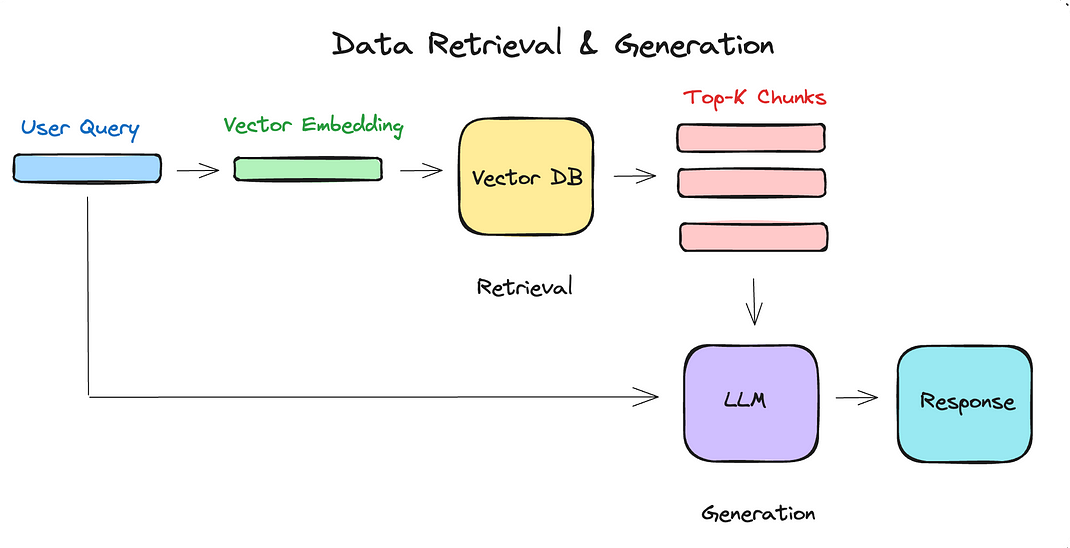 Data Retrieval & Generation
User Query
Vector Embedding
Vector DB
Top-K Chunks
Retrieval
LLM
Response
Generation